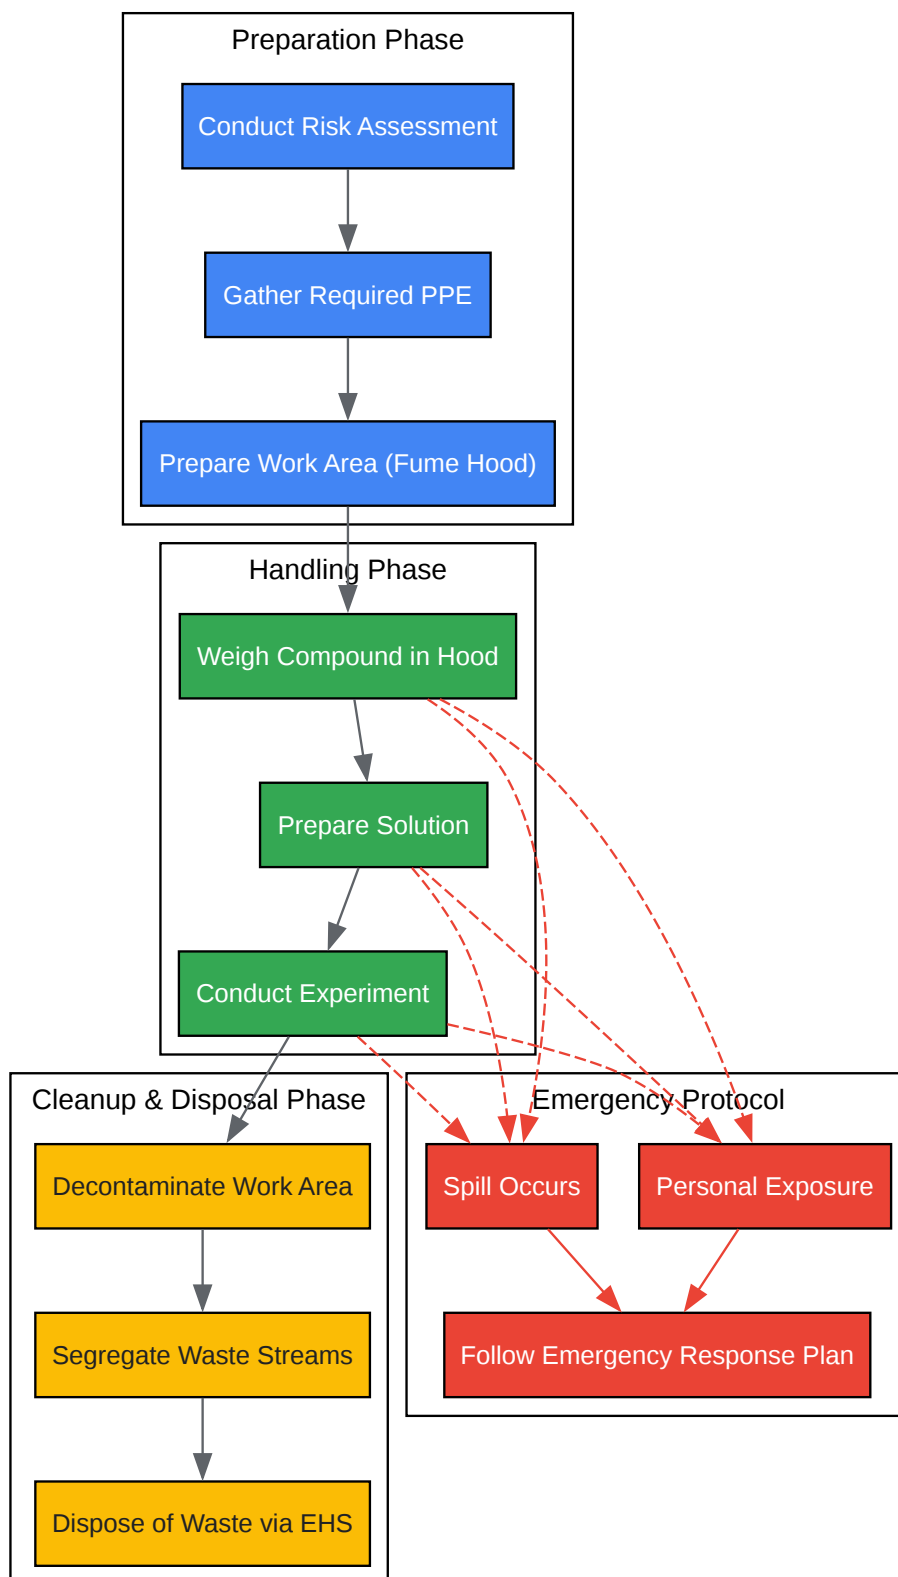 Preparation Phase
Conduct Risk Assessment
Gather Required PPE
Prepare Work Area (Fume Hood)
Handling Phase
Weigh Compound in Hood
Prepare Solution
Conduct Experiment
Cleanup & Disposal Phase
Decontaminate Work Area
Segregate Waste Streams
Dispose of Waste via EHS
Emergency Protocol
Spill Occurs
Personal Exposure
Follow Emergency Response Plan